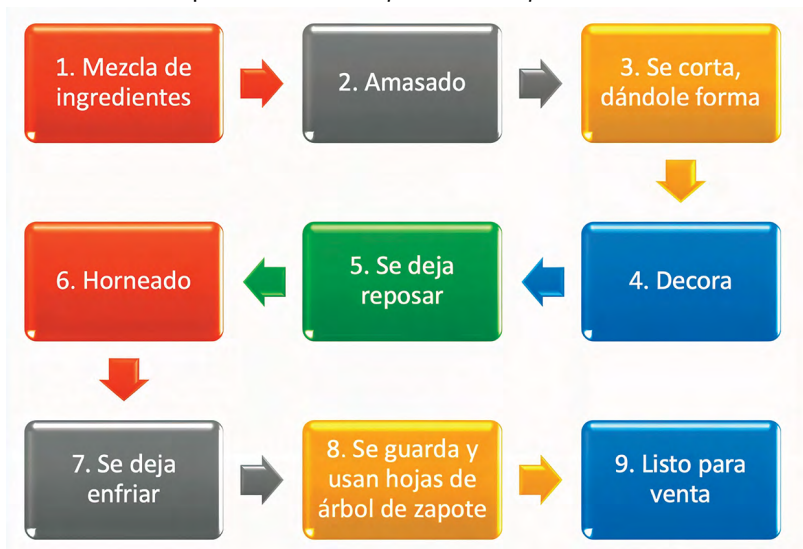 1. Mezcla de
ingredientes
2. Amasado
3. Se corta,
dándole forma
4. Decora
5. Se deja
reposar
6. Horneado
7. Se deja
enfriar
8. Se guarda y
usan hojas de
árbol de zapote
9. Listo para
venta